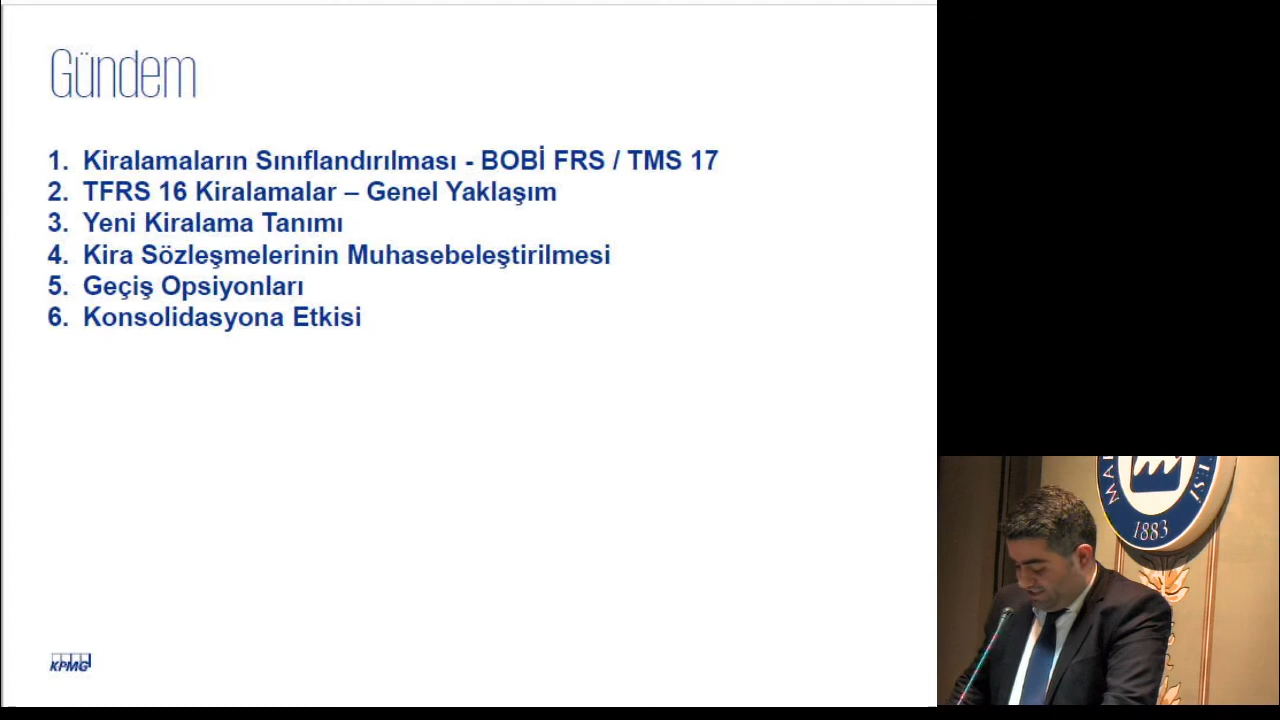 Gündem
1. Kiralamaların Sınıflandırılması - BOBİ FRS / TMS 17
2. TFRS 16 Kiralamalar – Genel Yaklaşım
3. Yeni Kiralama Tanımı
4. Kira Sözleşmelerinin Muhasebeleştirilmesi
5. Geçiş Opsiyonları
6. Konsolidasyona Etkisi
KPMG
1883